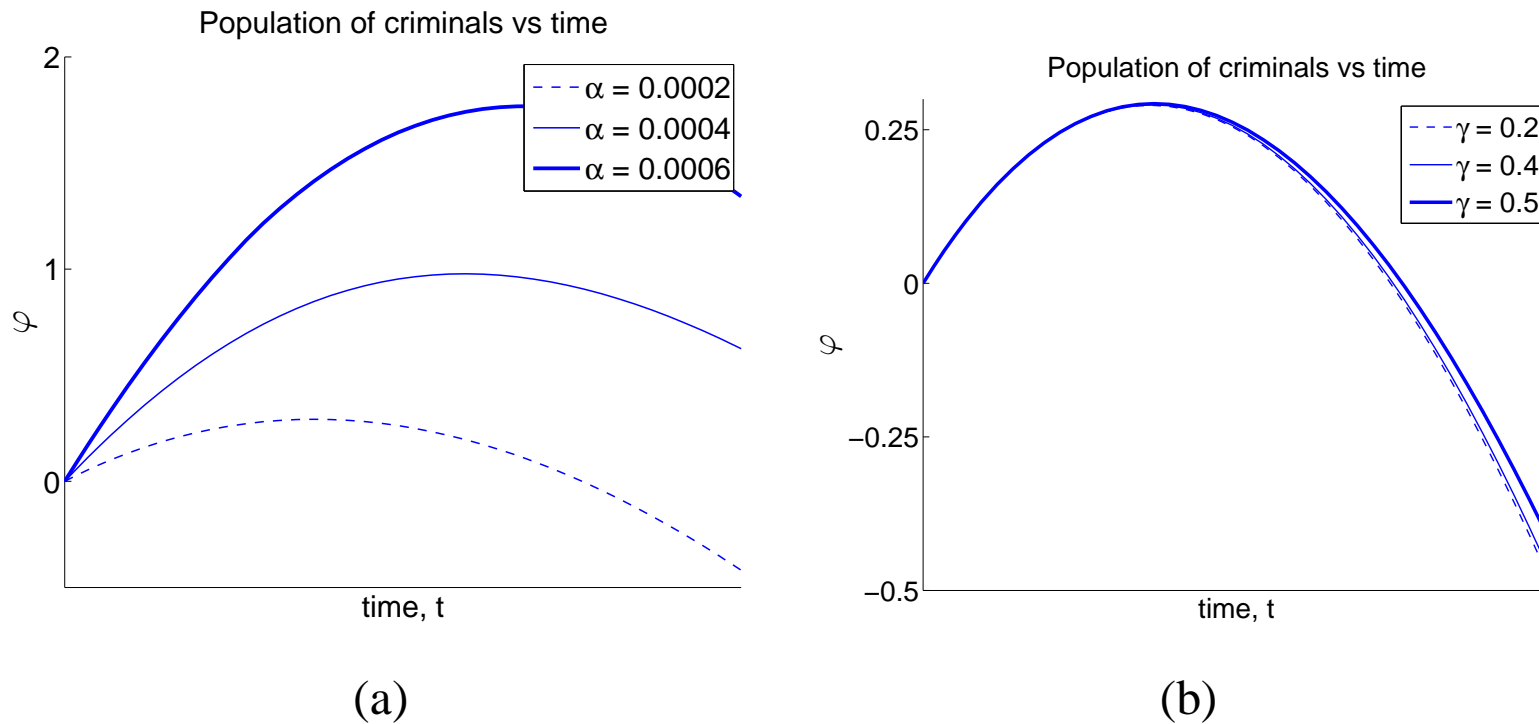 Population of criminals vs time
2
1
0
φ
α = 0.0002
α = 0.0004
α = 0.0006
time, t
(a)
Population of criminals vs time
0.25
0
−0.25
−0.5
φ
γ = 0.2
γ = 0.4
γ = 0.5
time, t
(b)